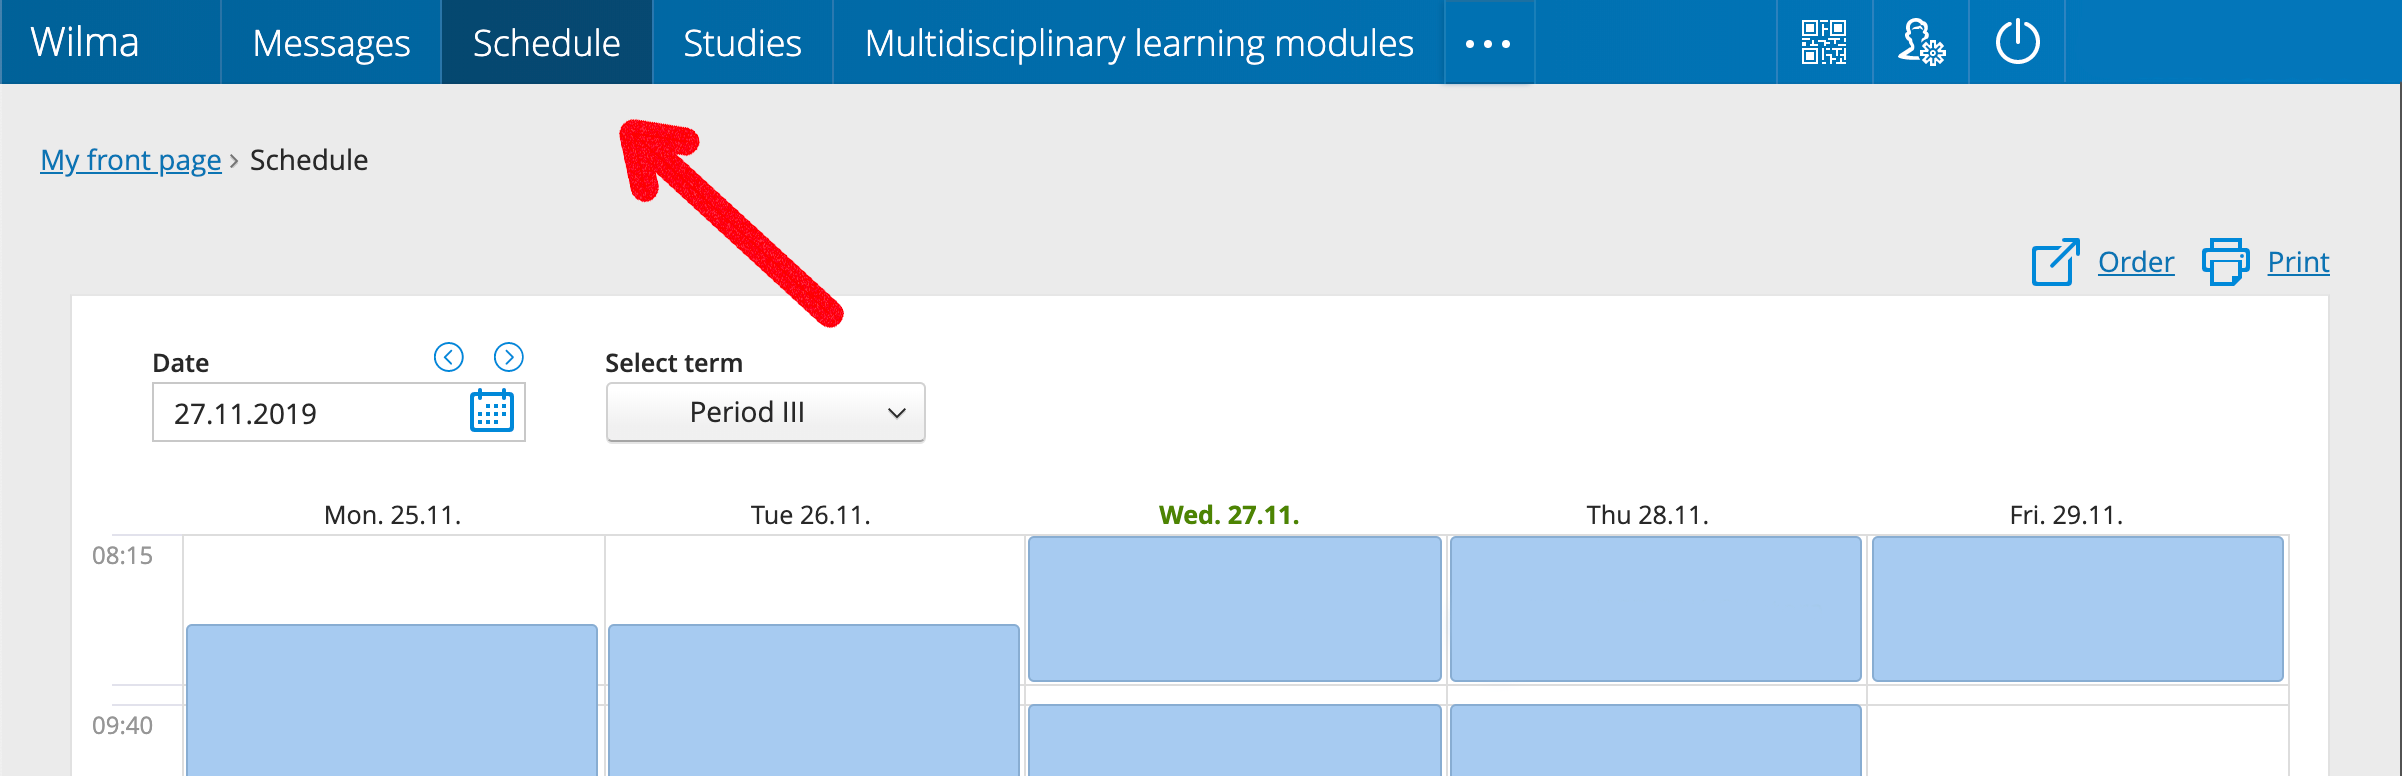 Wilma Messages Schedule Studies Multidisciplinary learning modules ...
My front page › Schedule
Order Print
Date Select term
27.11.2019 Period III
Mon. 25.11. Tue 26.11. Wed. 27.11. Thu 28.11. Fri. 29.11.
08:15
09:40